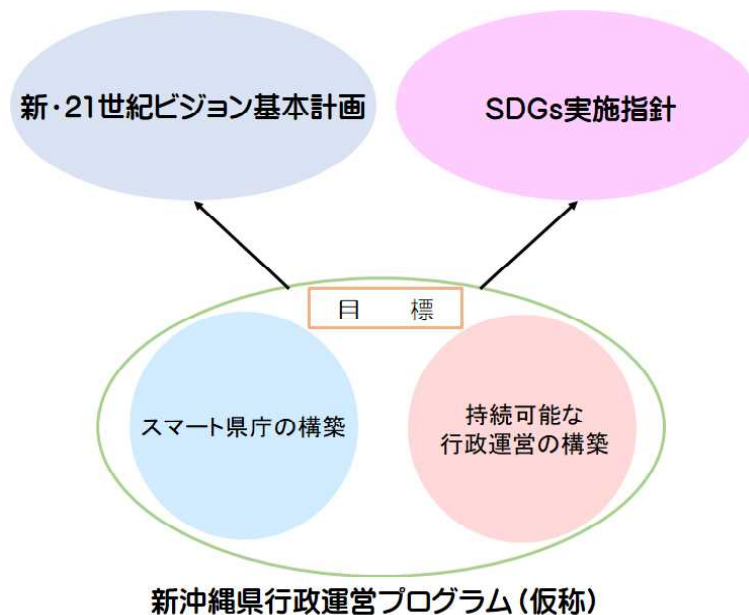 新・21世紀ビジョン基本計画
SDGs実施指針
目　標
スマート県庁の構築
持続可能な
行政運営の構築
新沖縄県行政運営プログラム(仮称)